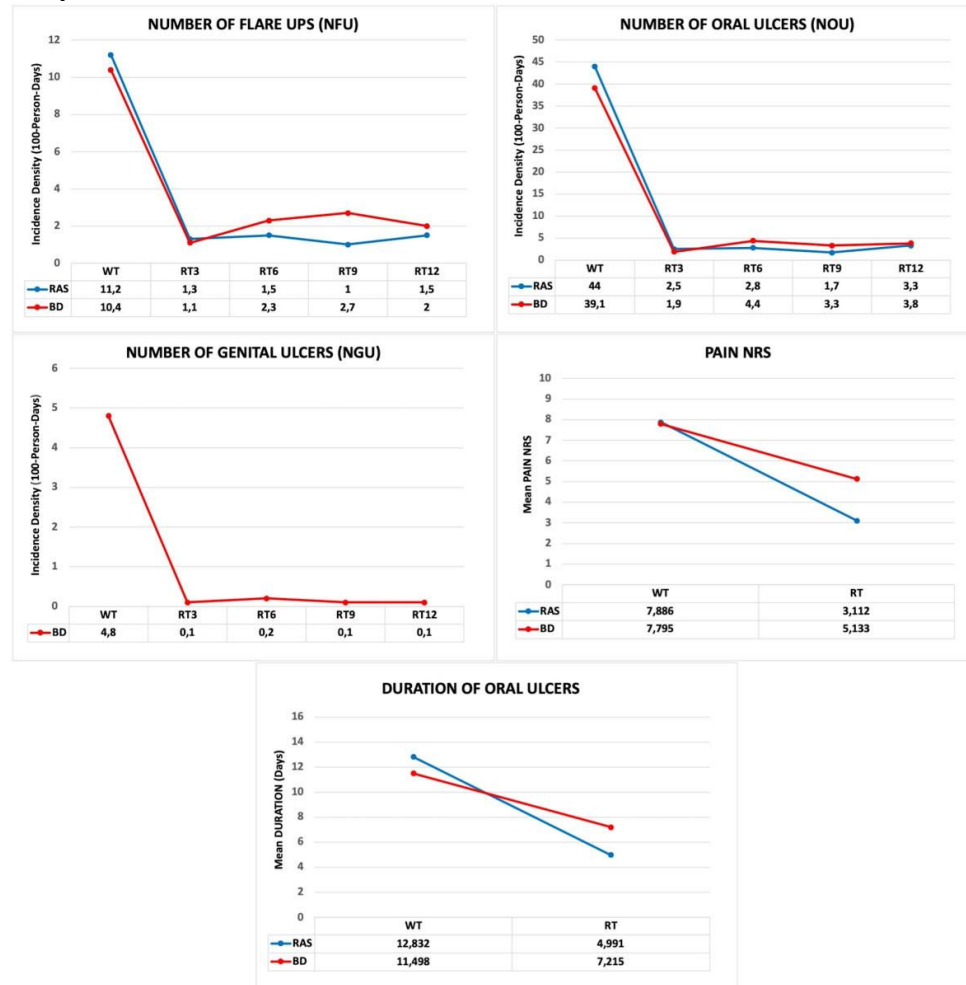 NUMBER OF FLARE UPS (NFU)
Incidence Density (100-Person-Days)
12
10
8
6
4
2
0
WT RT3 RT6 RT9 RT12
RAS 11,2 1,3 1,5 1 1,5
BD 10,4 1,1 2,3 2,7 2
NUMBER OF ORAL ULCERS (NOU)
Incidence Density (100-Person-Days)
50
45
40
35
30
25
20
15
10
5
0
WT RT3 RT6 RT9 RT12
RAS 44 2,5 2,8 1,7 3,3
BD 39,1 1,9 4,4 3,3 3,8
NUMBER OF GENITAL ULCERS (NGU)
Incidence Density (100-Person-Days)
6
5
4
3
2
1
0
WT RT3 RT6 RT9 RT12
BD 4,8 0,1 0,2 0,1 0,1
PAIN NRS
Mean PAIN NRS
10
9
8
7
6
5
4
3
2
1
0
WT RT
RAS 7,886 3,112
BD 7,795 5,133
DURATION OF ORAL ULCERS
Mean DURATION (Days)
16
14
12
10
8
6
4
2
0
WT RT
RAS 12,832 4,991
BD 11,498 7,215